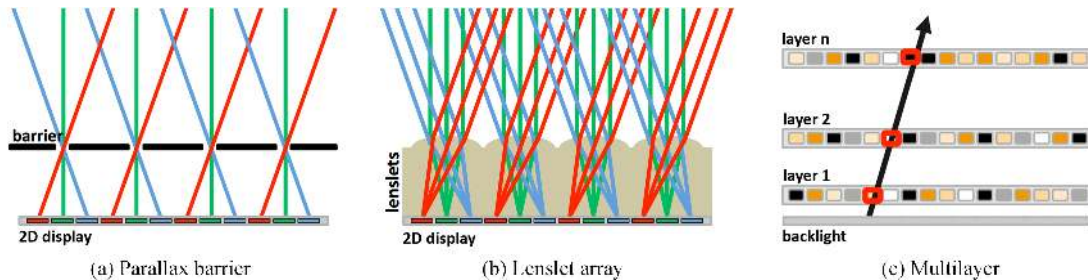 barrier
2D display
(a) Parallax barrier
lenslets
2D display
(b) Lenslet array
layer n
layer 2
layer 1
backlight
(c) Multilayer